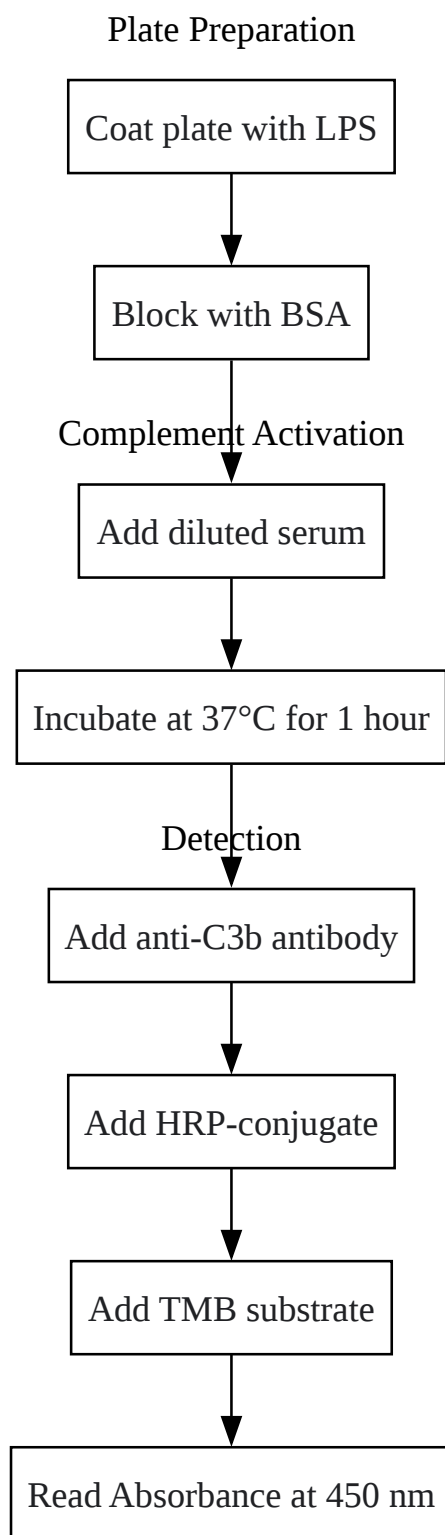 Plate Preparation
Coat plate with LPS
Block with BSA
Complement Activation
Add diluted serum
Incubate at 37°C for 1 hour
Detection
Add anti-C3b antibody
Add HRP-conjugate
Add TMB substrate
Read Absorbance at 450 nm